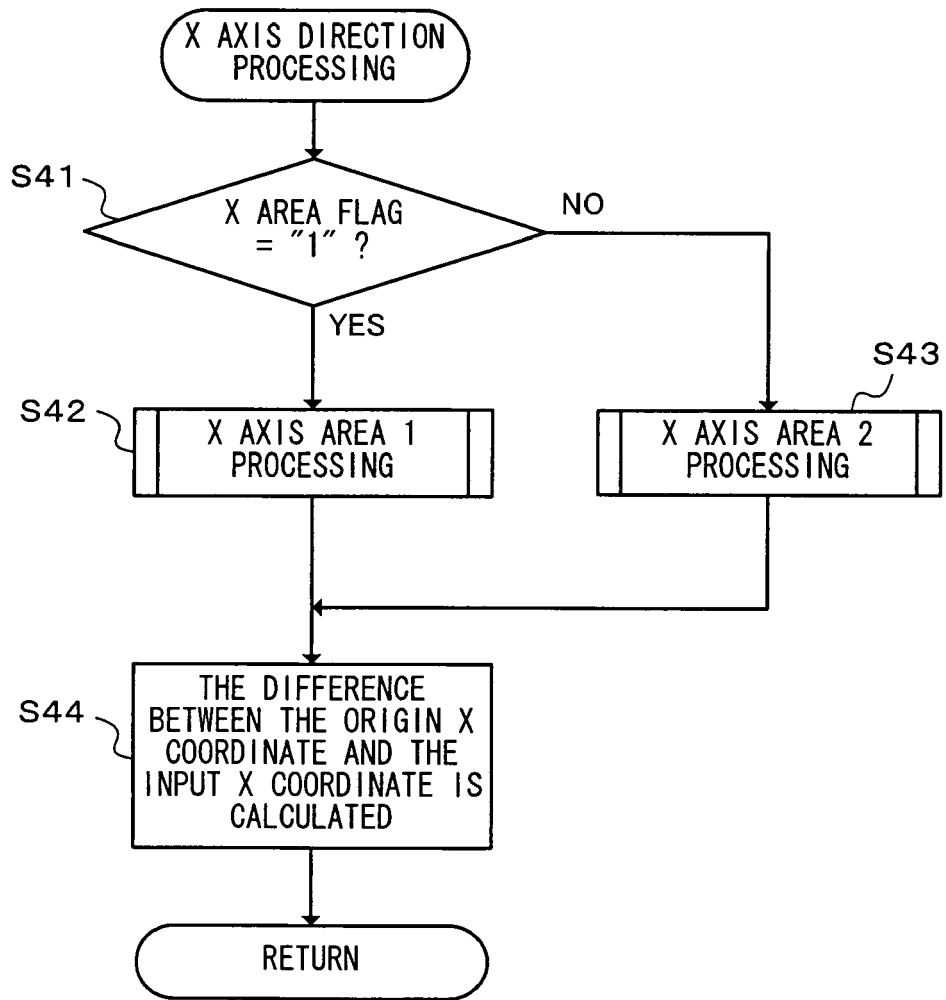 X AXIS DIRECTION
PROCESSING
S41
X AREA FLAG
= "1" ?
NO
YES
S42
X AXIS AREA 1
PROCESSING
S43
X AXIS AREA 2
PROCESSING
S44
THE DIFFERENCE
BETWEEN THE ORIGIN X
COORDINATE AND THE
INPUT X COORDINATE IS
CALCULATED
RETURN